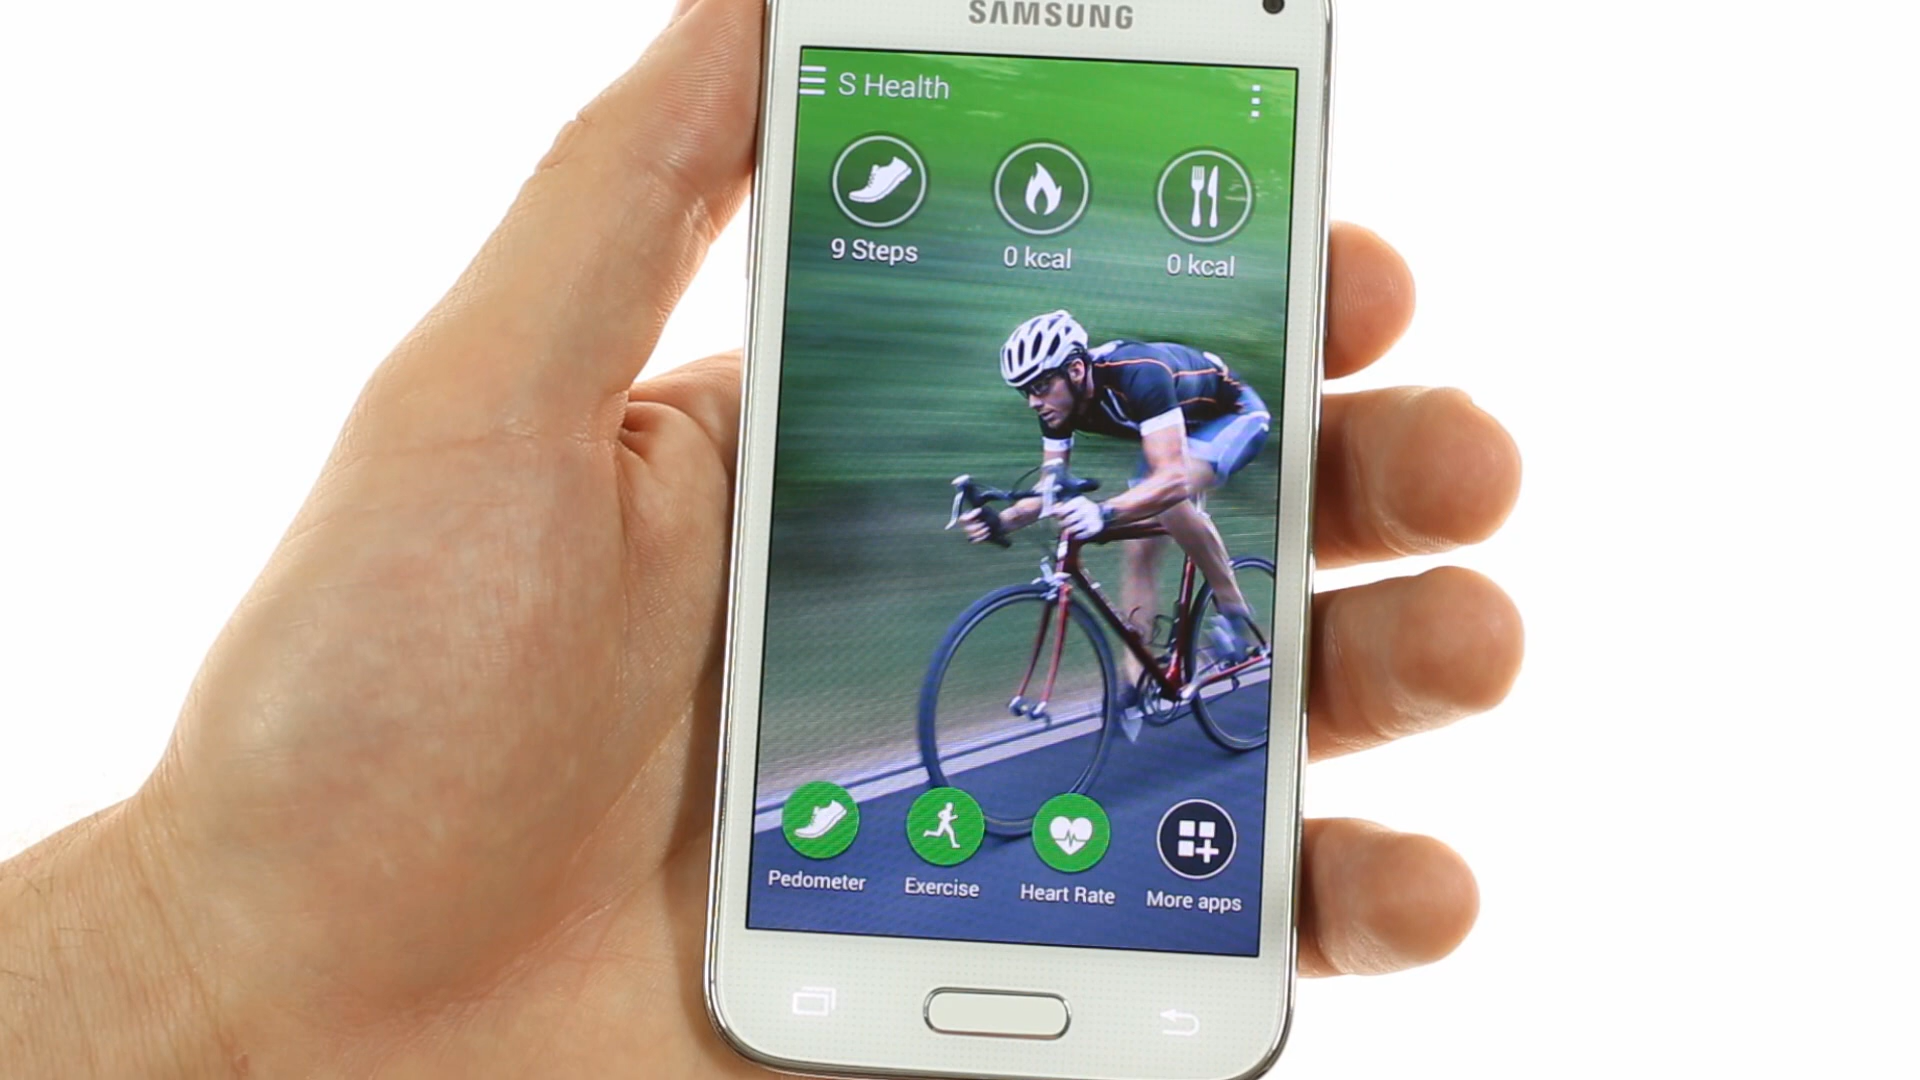 SAMSUNG
S Health
9 Steps
0 kcal
0 kcal
Pedometer
Exercise
Heart Rate
More apps